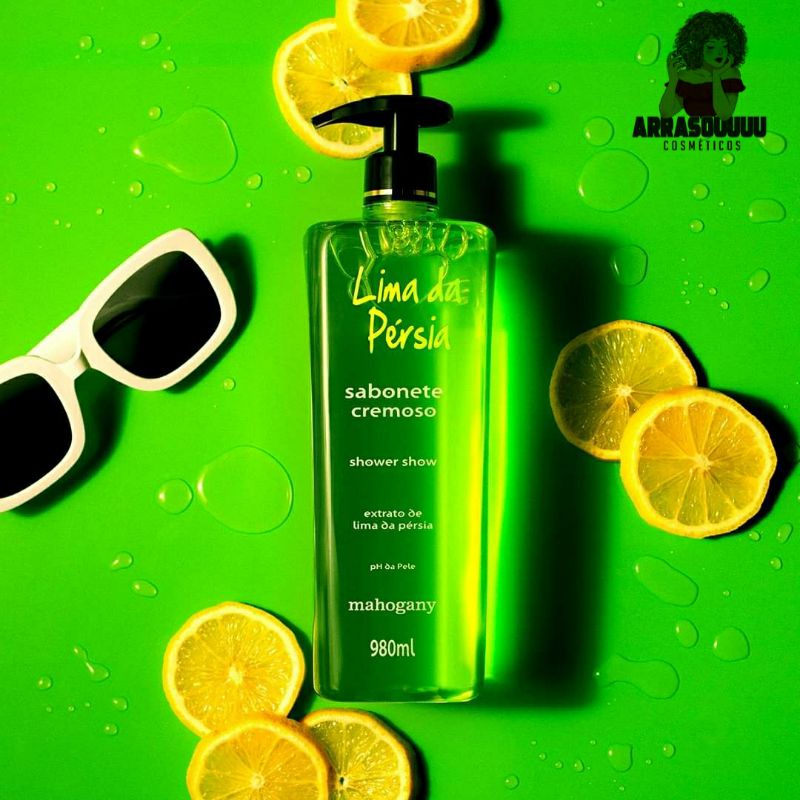 ARRASOUUUU
COSMÉTICOS
Lima da
Pérsia
sabonete
cremoso
shower show
extrato de
lima da pérsia
pH da Pele
mahogany
980ml